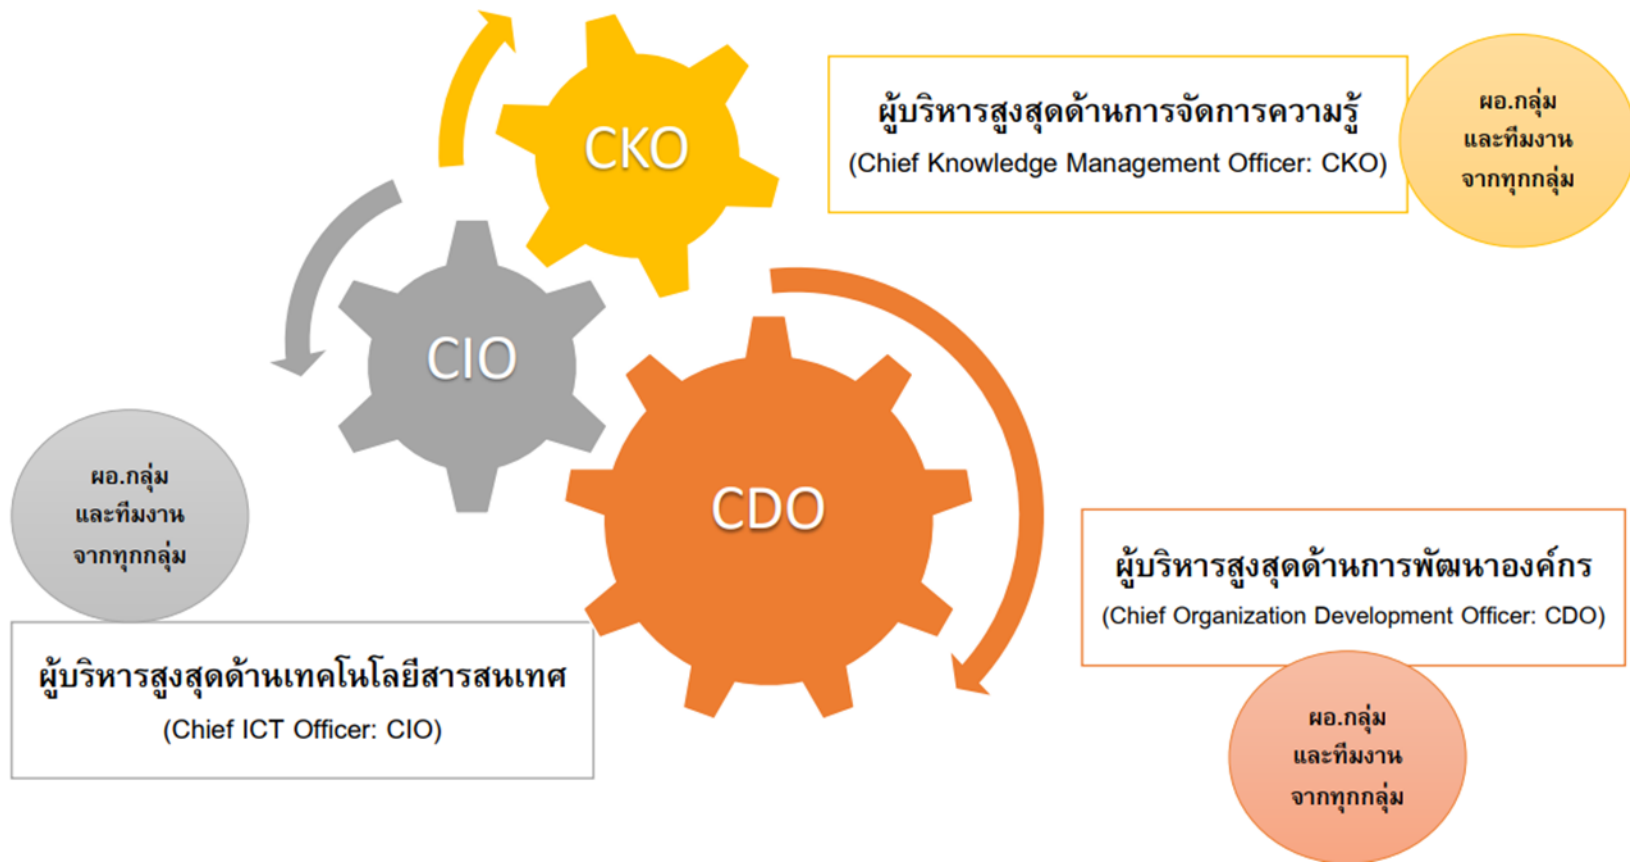 CKO
ผู้บริหารสูงสุดด้านการจัดการความรู้
(Chief Knowledge Management Officer: CKO)
ผอ.กลุ่ม
และทีมงาน
จากทุกกลุ่ม
CIO
ผอ.กลุ่ม
และทีมงาน
จากทุกกลุ่ม
ผู้บริหารสูงสุดด้านเทคโนโลยีสารสนเทศ
(Chief ICT Officer: CIO)
CDO
ผู้บริหารสูงสุดด้านการพัฒนาองค์กร
(Chief Organization Development Officer: CDO)
ผอ.กลุ่ม
และทีมงาน
จากทุกกลุ่ม